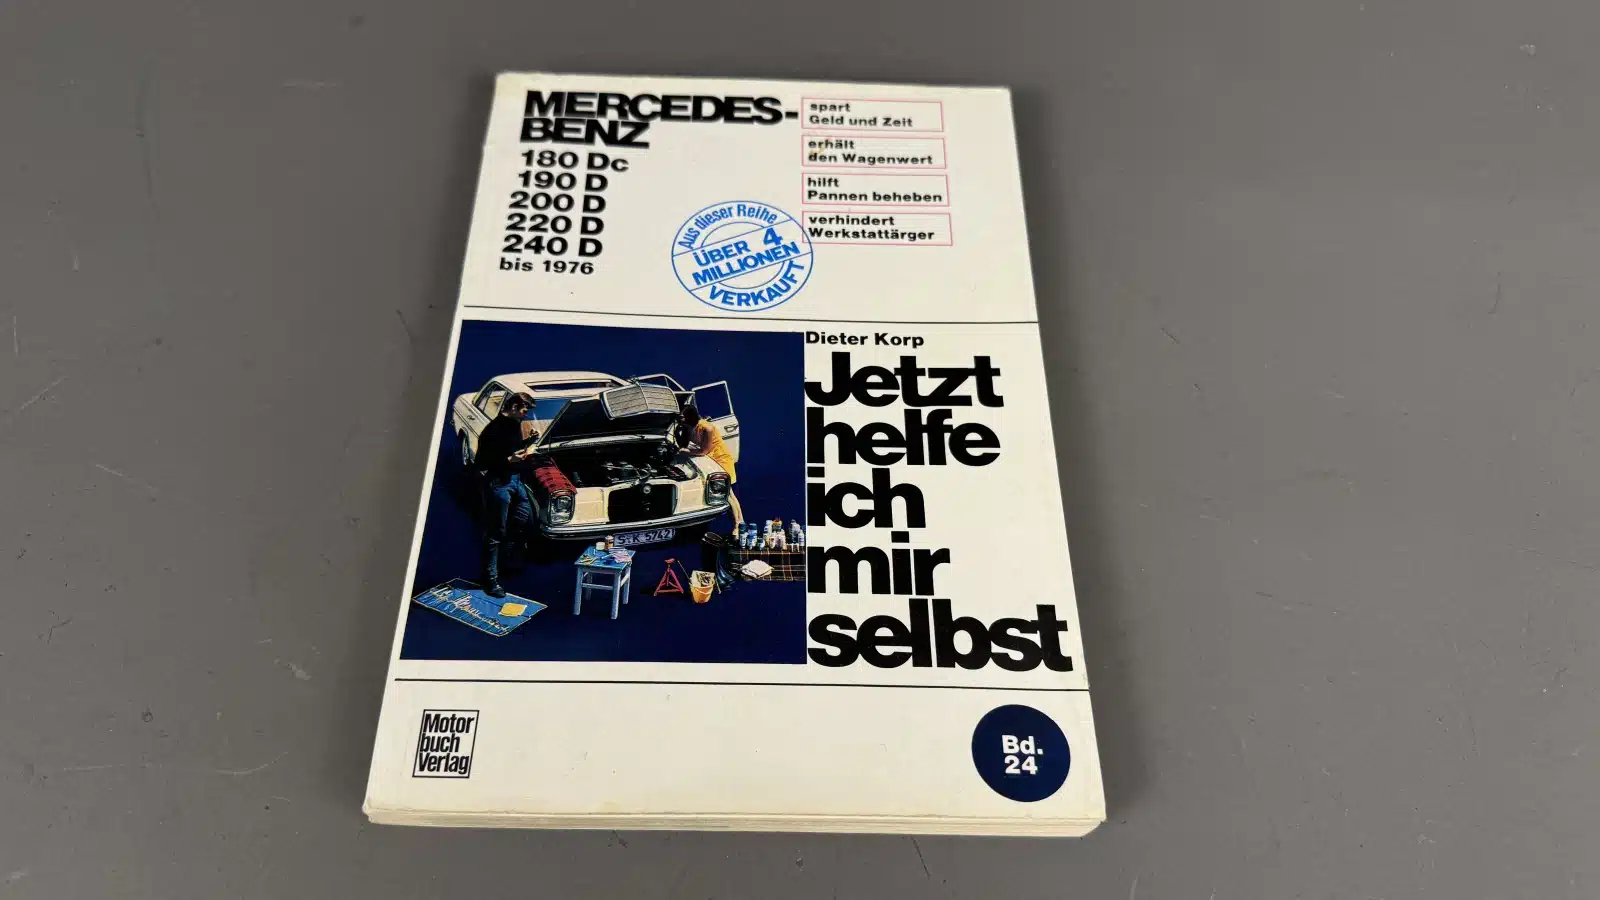 MERCEDES-
BENZ
180 Dc
190 D
200 D
220 D
240 D
bis 1976
spart
Geld und Zeit
erhält
den Wagenwert
hilft
Pannen beheben
verhindert
Werkstattärger
Aus dieser Reihe
ÜBER 4
MILLIONEN
VERKAUFT
Dieter Korp
Jetzt
helfe
ich
mir
selbst
S·K 5742
Motor
buch
Verlag
Bd.
24